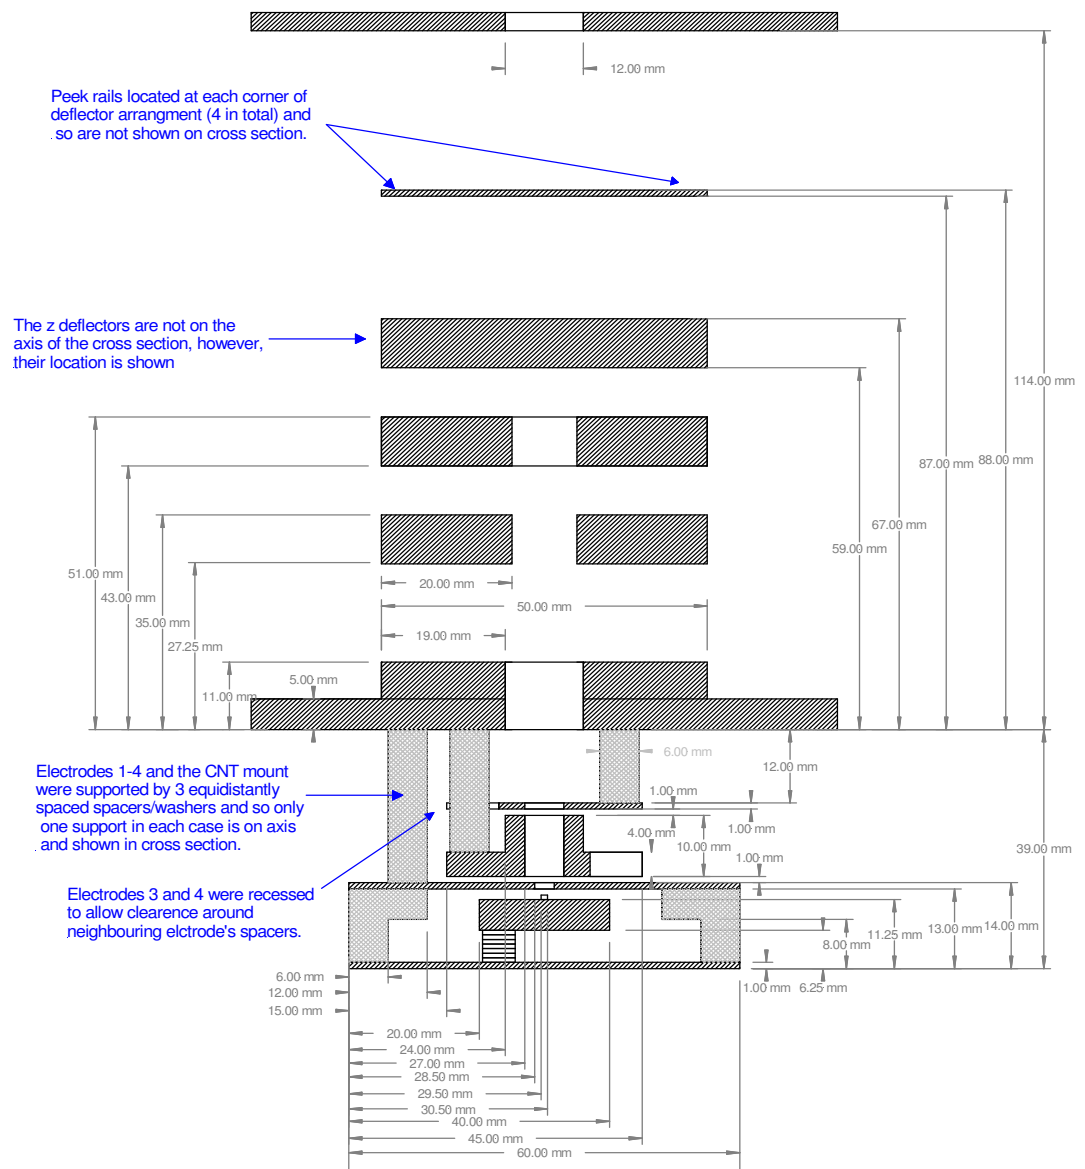 12.00 mm
Peek rails located at each corner of
deflector arrangment (4 in total) and
so are not shown on cross section.
The z deflectors are not on the
axis of the cross section, however,
their location is shown
114.00 mm
88.00 mm
87.00 mm
67.00 mm
59.00 mm
51.00 mm
43.00 mm
35.00 mm
27.25 mm
20.00 mm
50.00 mm
19.00 mm
5.00 mm
11.00 mm
6.00 mm
12.00 mm
Electrodes 1-4 and the CNT mount
were supported by 3 equidistantly
spaced spacers/washers and so only
one support in each case is on axis
and shown in cross section.
1.00 mm
1.00 mm
4.00 mm
10.00 mm
1.00 mm
39.00 mm
Electrodes 3 and 4 were recessed
to allow clearence around
neighbouring elctrode's spacers.
14.00 mm
13.00 mm
11.25 mm
8.00 mm
6.25 mm
1.00 mm
6.00 mm
12.00 mm
15.00 mm
20.00 mm
24.00 mm
27.00 mm
28.50 mm
29.50 mm
30.50 mm
40.00 mm
45.00 mm
60.00 mm